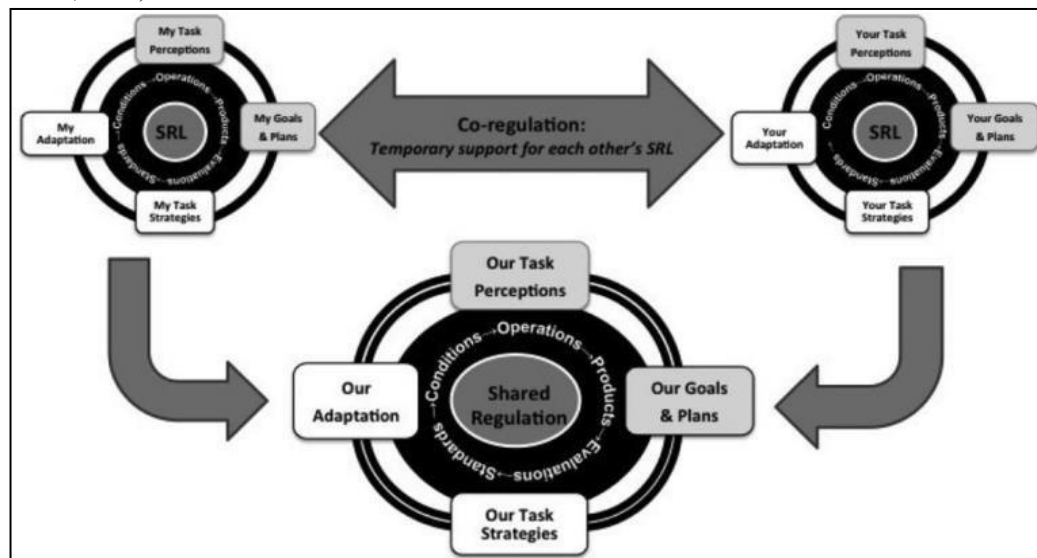 My Task
Perceptions
Conditions→Operations→Products→Evaluations→Standards→
SRL
My
Adaptation
My Goals
& Plans
My Task
Strategies
Co-regulation:
Temporary support for each other's SRL
Your Task
Perceptions
Conditions→Operations→Products→Evaluations→Standards→
SRL
Your
Adaptation
Your Goals
& Plans
Your Task
Strategies
Our Task
Perceptions
Conditions→Operations→Products→Evaluations→Standards→
Shared
Regulation
Our
Adaptation
Our Goals
& Plans
Our Task
Strategies